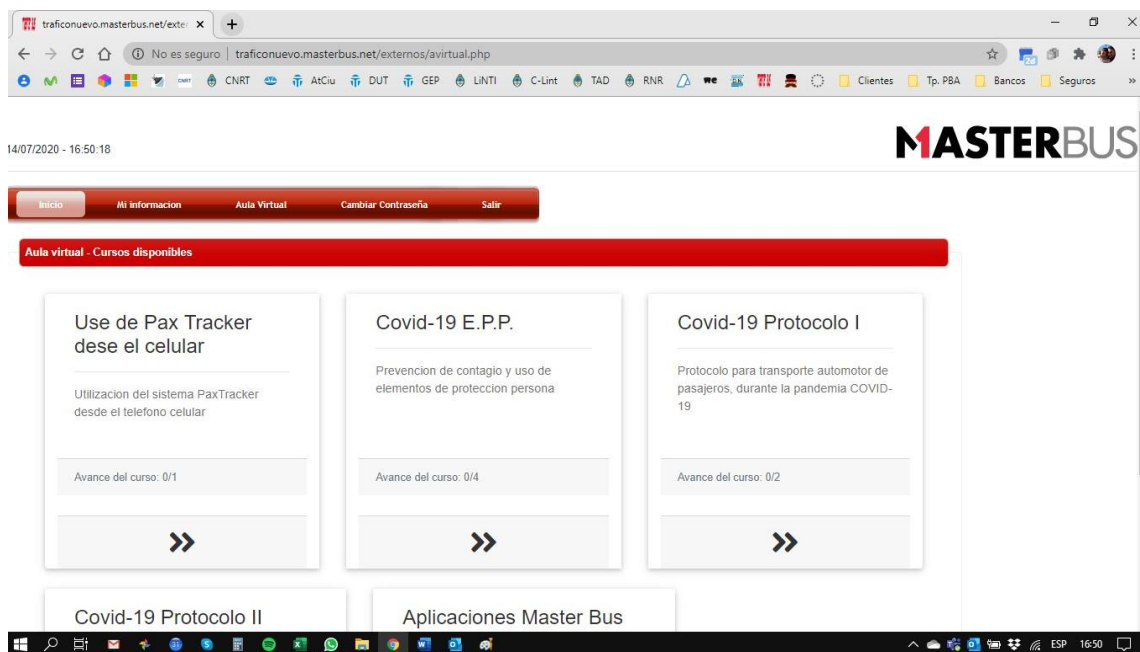 traficonuevo.masterbus.net/exter
No es seguro | traficonuevo.masterbus.net/externos/avirtual.php
CNRT CNRT AtCiu DUT GEP LiNTI C-Lint TAD RNR we Clientes Tp. PBA Bancos Seguros »
14/07/2020 - 16:50:18
MASTERBUS
Inicio Mi informacion Aula Virtual Cambiar Contraseña Salir
Aula virtual - Cursos disponibles
Use de Pax Tracker
dese el celular
Utilizacion del sistema PaxTracker
desde el telefono celular
Avance del curso: 0/1
Covid-19 E.P.P.
Prevencion de contagio y uso de
elementos de proteccion persona
Avance del curso: 0/4
Covid-19 Protocolo I
Protocolo para transporte automotor de
pasajeros, durante la pandemia COVID-
19
Avance del curso: 0/2
Covid-19 Protocolo II
Aplicaciones Master Bus
ESP 16:50